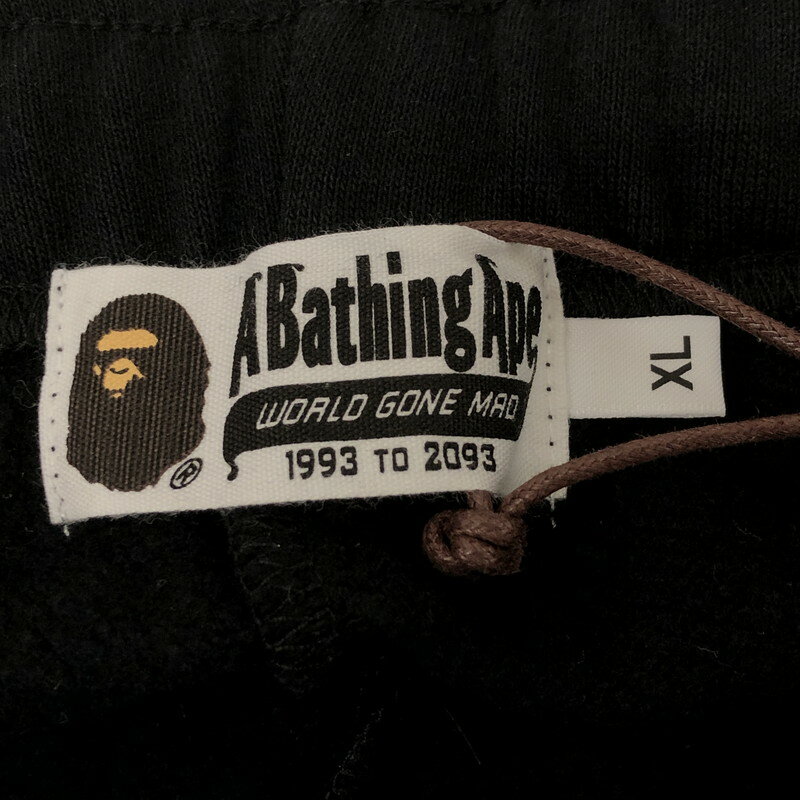 A Bathing Ape
WORLD GONE MAD
1993 TO 2093
®
XL